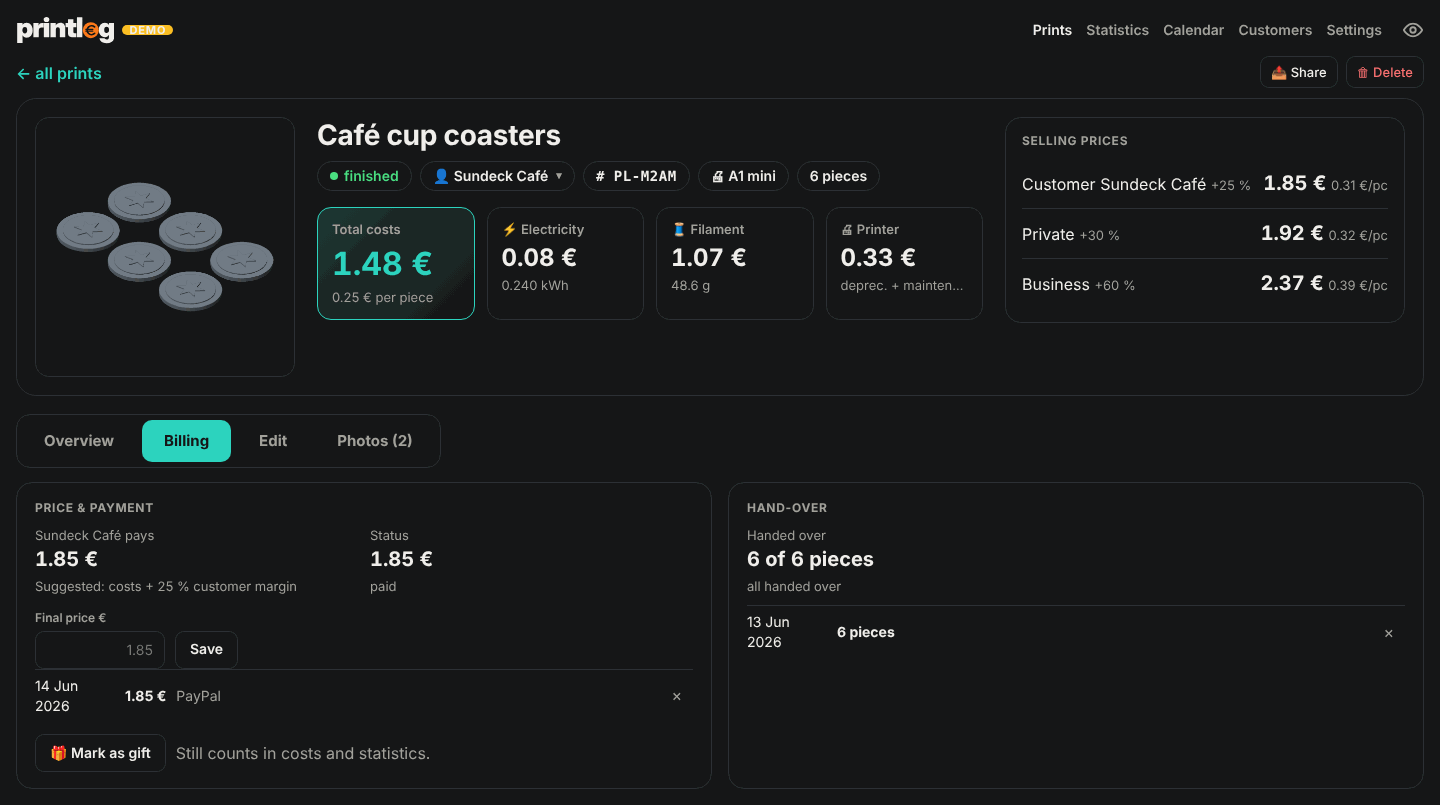 printlog DEMO
Prints Statistics Calendar Customers Settings
← all prints
Share Delete
Café cup coasters
finished Sundeck Café ▾ # PL-M2AM A1 mini 6 pieces
Total costs
1.48 €
0.25 € per piece
Electricity
0.08 €
0.240 kWh
Filament
1.07 €
48.6 g
Printer
0.33 €
deprec. + mainten...
SELLING PRICES
Customer Sundeck Café +25 % 1.85 € 0.31 €/pc
Private +30 % 1.92 € 0.32 €/pc
Business +60 % 2.37 € 0.39 €/pc
Overview Billing Edit Photos (2)
PRICE & PAYMENT
Sundeck Café pays
1.85 €
Suggested: costs + 25 % customer margin
Status
1.85 €
paid
Final price €
1.85 Save
14 Jun
2026
1.85 € PayPal ×
Mark as gift Still counts in costs and statistics.
HAND-OVER
Handed over
6 of 6 pieces
all handed over
13 Jun
2026
6 pieces ×